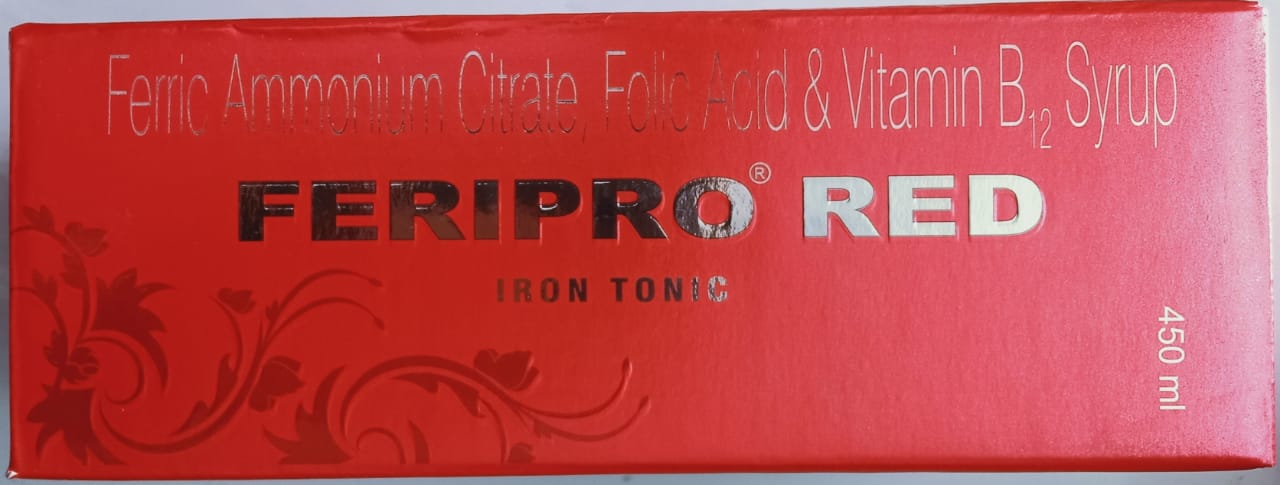 Ferric Ammonium Citrate, Folic Acid & Vitamin B12 Syrup
FERIPRO® RED
IRON TONIC
450 ml